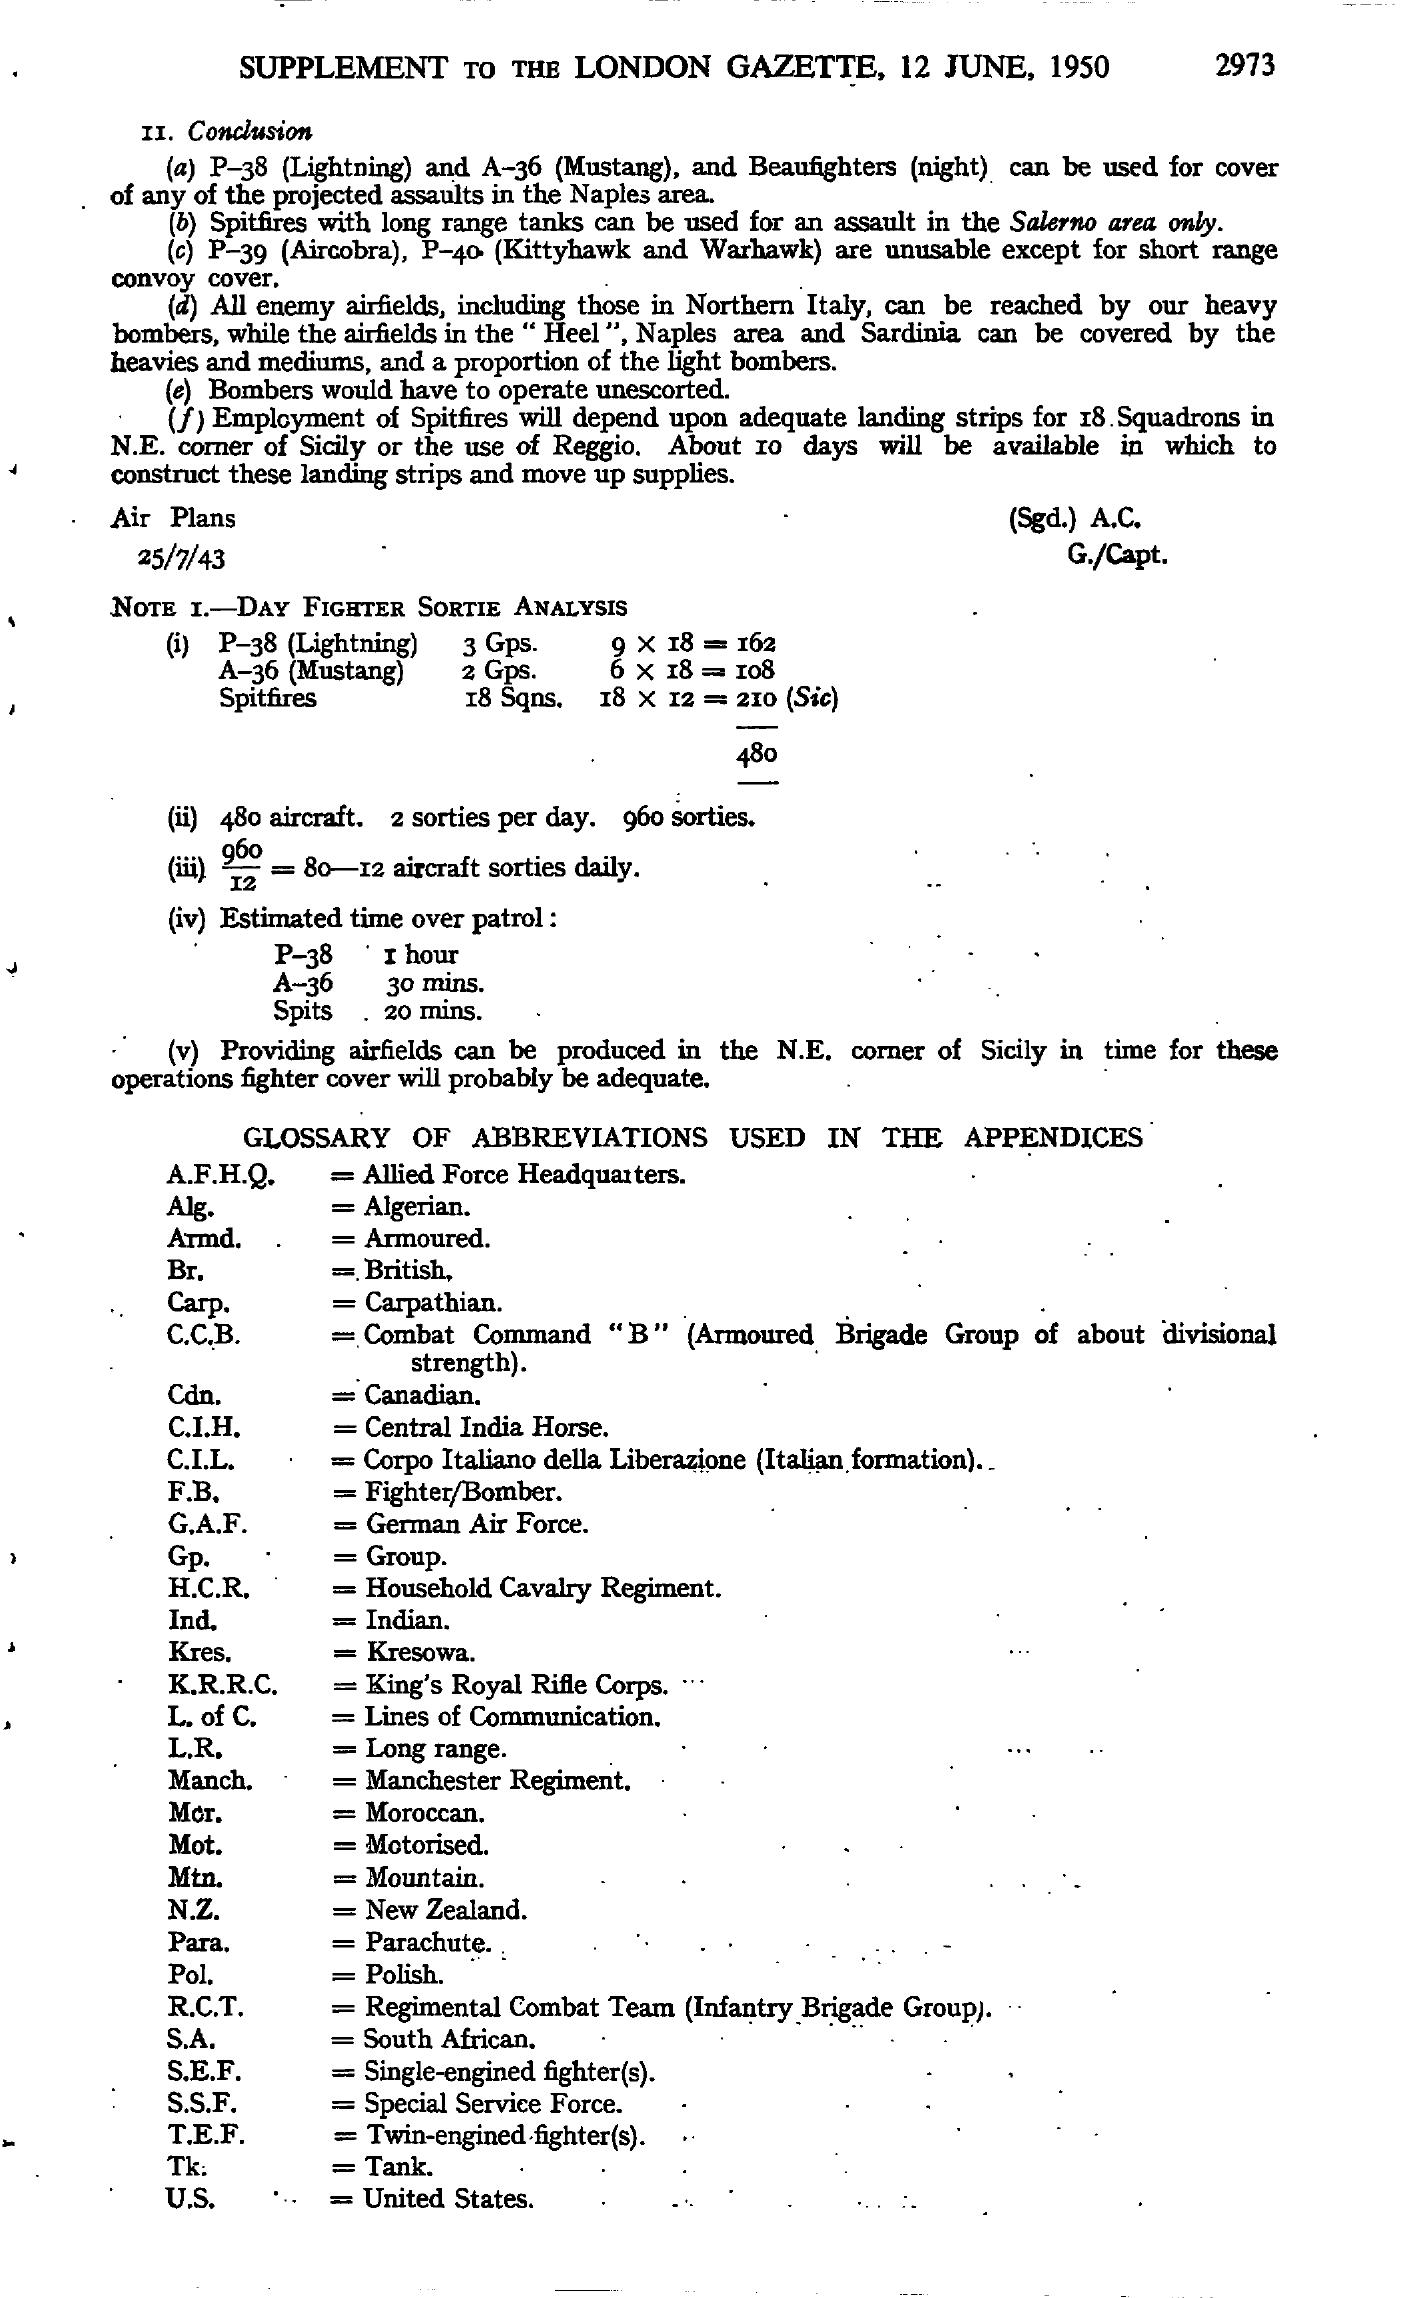 SUPPLEMENT TO THE LONDON GAZETTE, 12 JUNE, 1950 2973
11. Conclusion
(a) P–38 (Lightning) and A–36 (Mustang), and Beaufighters (night) can be used for cover
of any of the projected assaults in the Naples area.
(b) Spitfires with long range tanks can be used for an assault in the Salerno area only.
(c) P–39 (Aircobra), P–40 (Kittyhawk and Warhawk) are unusable except for short range
convoy cover.
(d) All enemy airfields, including those in Northern Italy, can be reached by our heavy
bombers, while the airfields in the " Heel ", Naples area and Sardinia can be covered by the
heavies and mediums, and a proportion of the light bombers.
(e) Bombers would have to operate unescorted.
(f) Employment of Spitfires will depend upon adequate landing strips for 18 Squadrons in
N.E. corner of Sicily or the use of Reggio. About 10 days will be available in which to
construct these landing strips and move up supplies.
Air Plans (Sgd.) A.C.
25/7/43 G./Capt.
NOTE 1.—DAY FIGHTER SORTIE ANALYSIS
(i) P–38 (Lightning) 3 Gps. 9 × 18 = 162
A–36 (Mustang) 2 Gps. 6 × 18 = 108
Spitfires 18 Sqns. 18 × 12 = 210 (Sic)
480
(ii) 480 aircraft. 2 sorties per day. 960 sorties.
(iii) 960/12 = 80—12 aircraft sorties daily.
(iv) Estimated time over patrol :
P–38 1 hour
A–36 30 mins.
Spits 20 mins.
(v) Providing airfields can be produced in the N.E. corner of Sicily in time for these
operations fighter cover will probably be adequate.
GLOSSARY OF ABBREVIATIONS USED IN THE APPENDICES
A.F.H.Q. = Allied Force Headquarters.
Alg. = Algerian.
Armd. = Armoured.
Br. = British.
Carp. = Carpathian.
C.C.B. = Combat Command " B " (Armoured Brigade Group of about divisional
strength).
Cdn. = Canadian.
C.I.H. = Central India Horse.
C.I.L. = Corpo Italiano della Liberazione (Italian formation).
F.B. = Fighter/Bomber.
G.A.F. = German Air Force.
Gp. = Group.
H.C.R. = Household Cavalry Regiment.
Ind. = Indian.
Kres. = Kresowa.
K.R.R.C. = King's Royal Rifle Corps.
L. of C. = Lines of Communication.
L.R. = Long range.
Manch. = Manchester Regiment.
Mor. = Moroccan.
Mot. = Motorised.
Mtn. = Mountain.
N.Z. = New Zealand.
Para. = Parachute.
Pol. = Polish.
R.C.T. = Regimental Combat Team (Infantry Brigade Group).
S.A. = South African.
S.E.F. = Single-engined fighter(s).
S.S.F. = Special Service Force.
T.E.F. = Twin-engined fighter(s).
Tk. = Tank.
U.S. = United States.